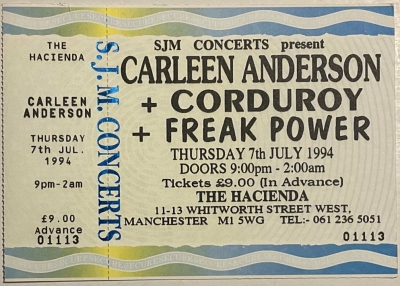 THE
HACIENDA
CARLEEN
ANDERSON
THURSDAY
7th JUL.
1994
9pm-2am
£9.00
Advance
01113
S.J.M. CONCERTS
SJM CONCERTS present
CARLEEN ANDERSON
+ CORDUROY
+ FREAK POWER
THURSDAY 7th JULY 1994
DOORS 9:00pm - 2:00am
Tickets £9.00 (In Advance)
THE HACIENDA
11-13 WHITWORTH STREET WEST,
MANCHESTER M1 5WG TEL:- 061 236 5051
01113